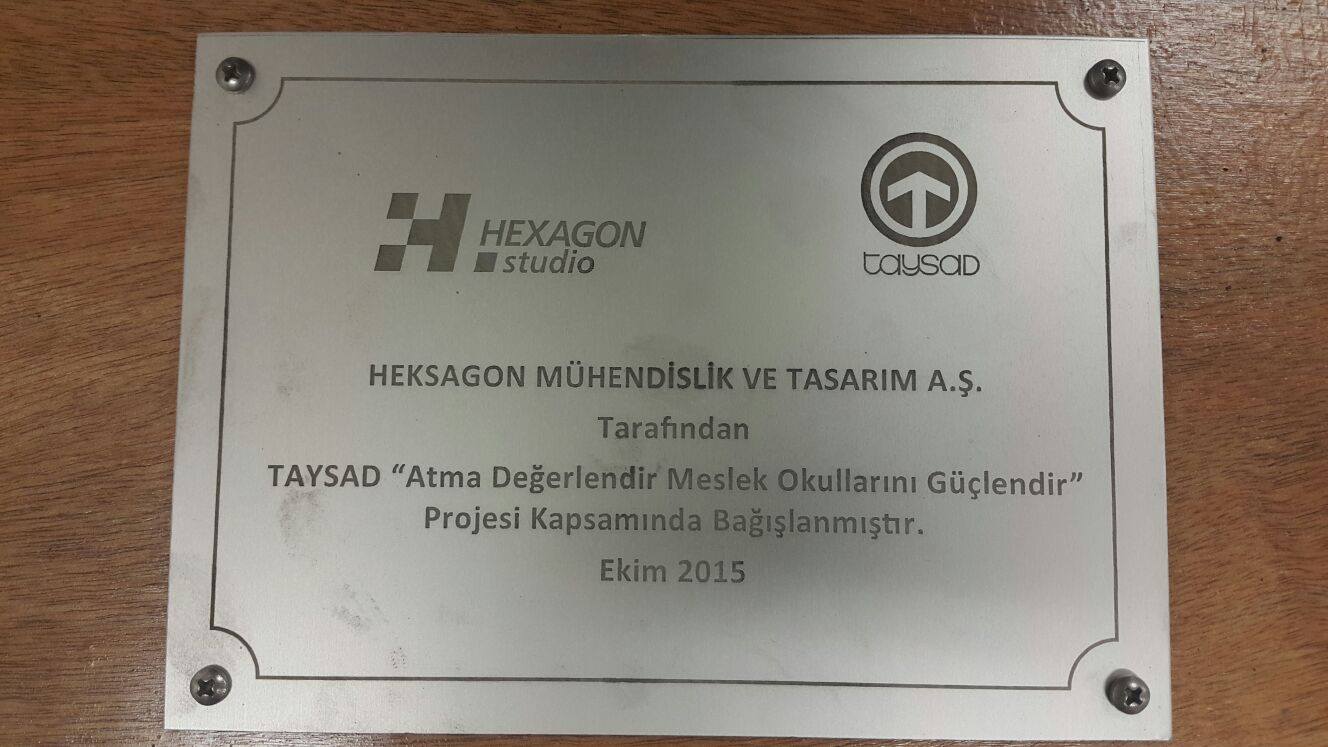 HEXAGON
studio
taysad
HEKSAGON MÜHENDİSLİK VE TASARIM A.Ş.
Tarafından
TAYSAD “Atma Değerlendir Meslek Okullarını Güçlendir”
Projesi Kapsamında Bağışlanmıştır.
Ekim 2015